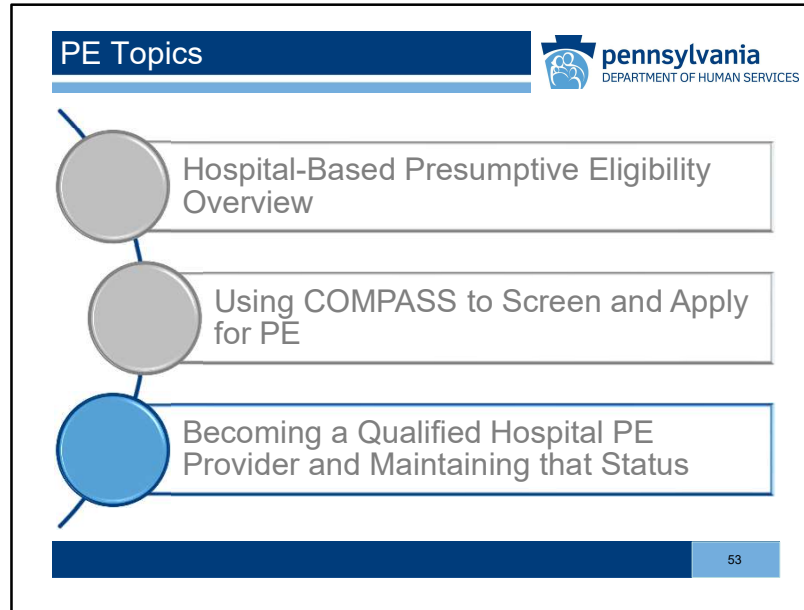 PE Topics
pennsylvania
DEPARTMENT OF HUMAN SERVICES
Hospital-Based Presumptive Eligibility
Overview
Using COMPASS to Screen and Apply
for PE
Becoming a Qualified Hospital PE
Provider and Maintaining that Status
53